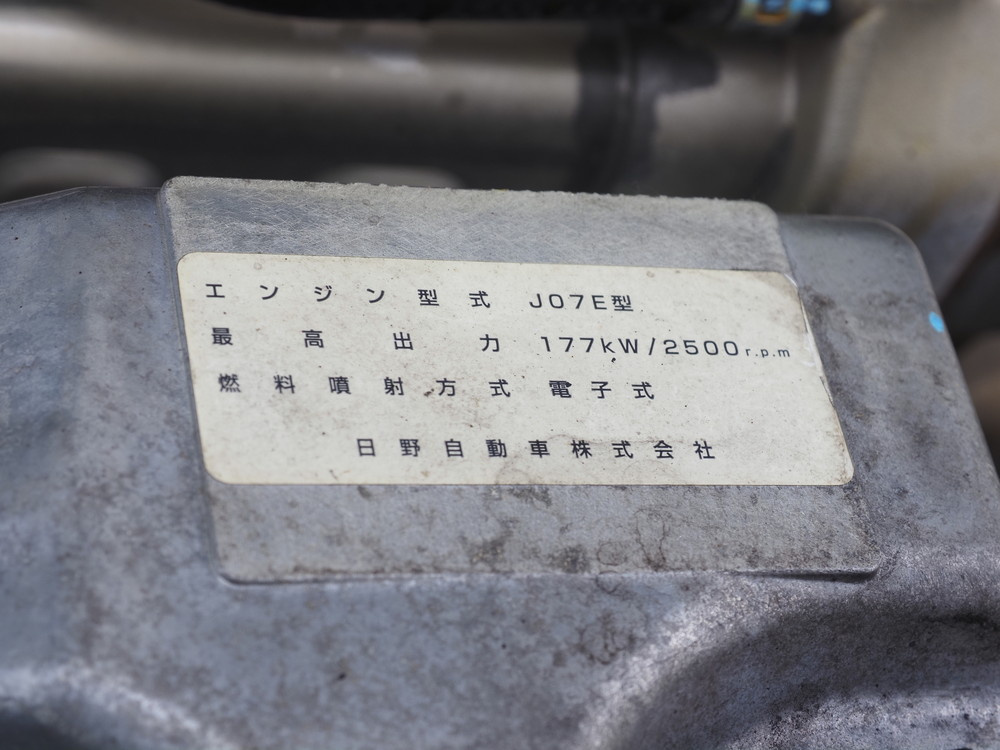 エンジン型式 J07E型
最高出力 177kW/2500r.p.m
燃料噴射方式 電子式
日野自動車株式会社